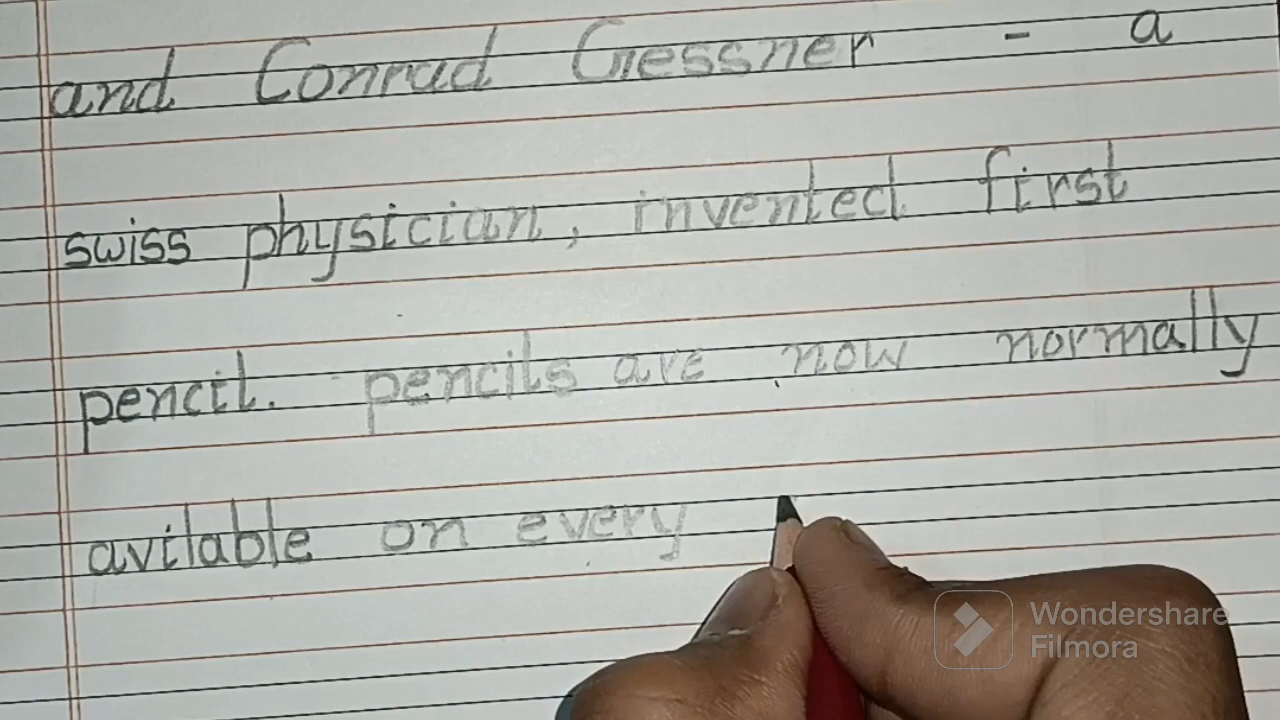 and Conrad Gessner - a
swiss physician, invented first
pencil. pencils are now normally
avilable on every
Wondershare
Filmora